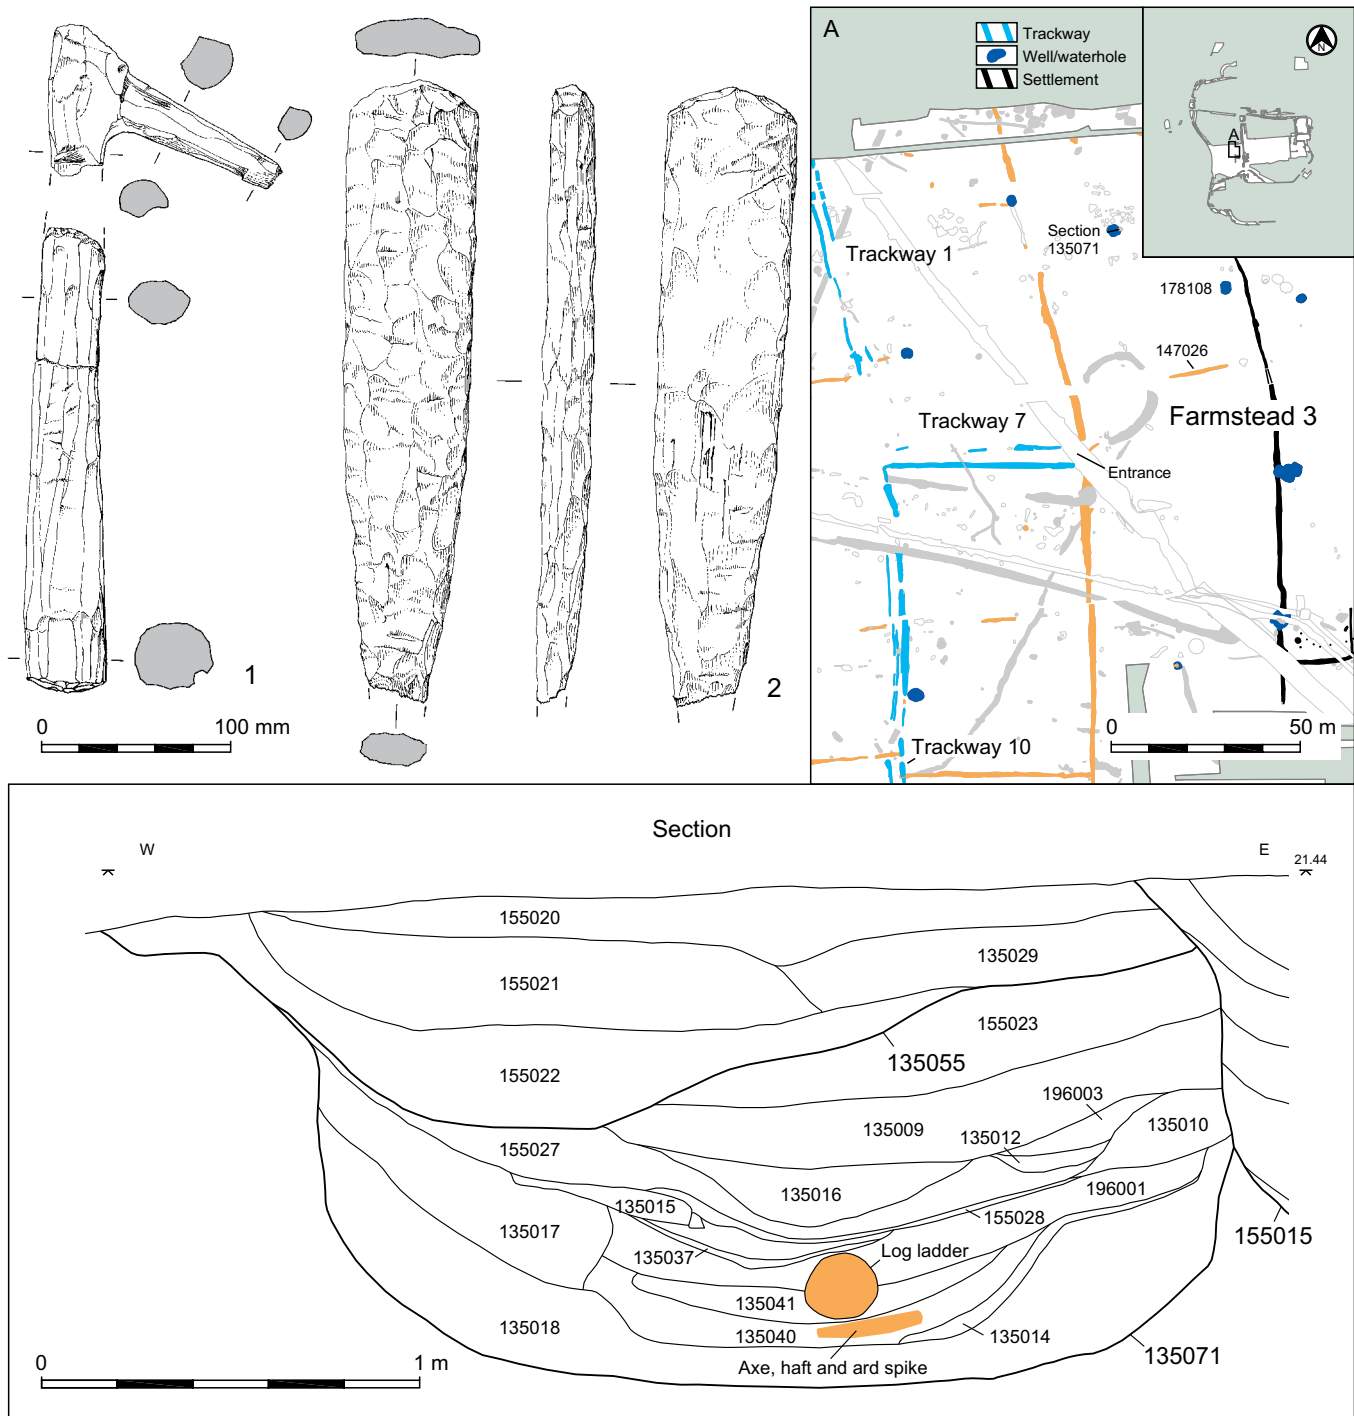 1
0
100 mm
2
A
Trackway
Well/waterhole
Settlement
N
A
Section
135071
Trackway 1
178108
147026
Trackway 7
Farmstead 3
Entrance
Trackway 10
0
50 m
Section
W
E
21.44
155020
135029
155021
155023
155022
135055
196003
135009
135012
135010
155027
135016
196001
135015
155028
135017
135037
Log ladder
155015
135041
135018
135040
135014
135071
Axe, haft and ard spike
0
1 m